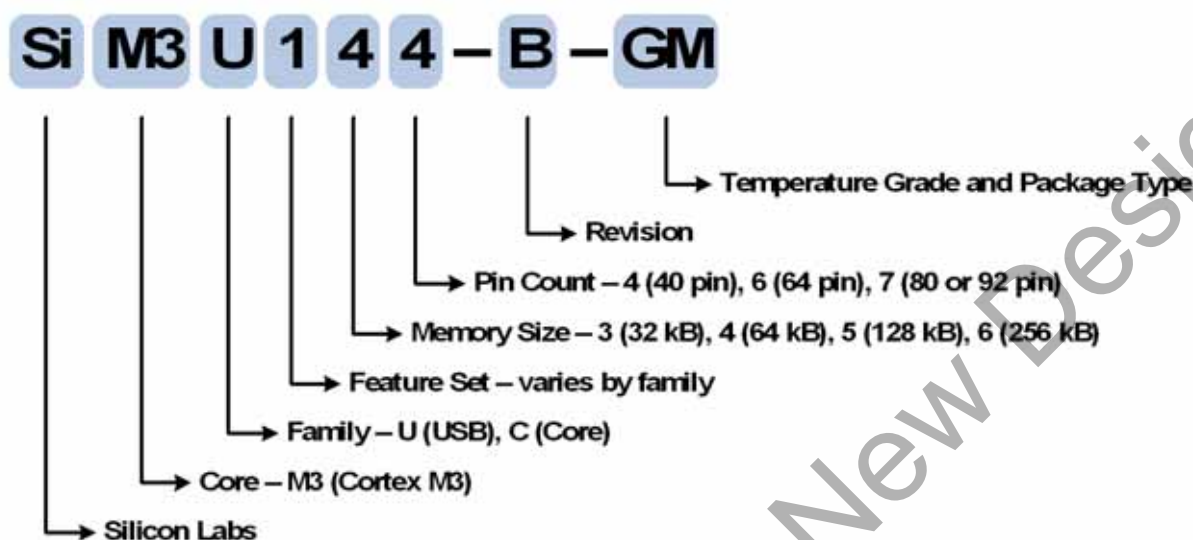 Si M3 U 1 4 4 – B – GM
Temperature Grade and Package Type
Revision
Pin Count – 4 (40 pin), 6 (64 pin), 7 (80 or 92 pin)
Memory Size – 3 (32 kB), 4 (64 kB), 5 (128 kB), 6 (256 kB)
Feature Set – varies by family
Family – U (USB), C (Core)
Core – M3 (Cortex M3)
Silicon Labs
New